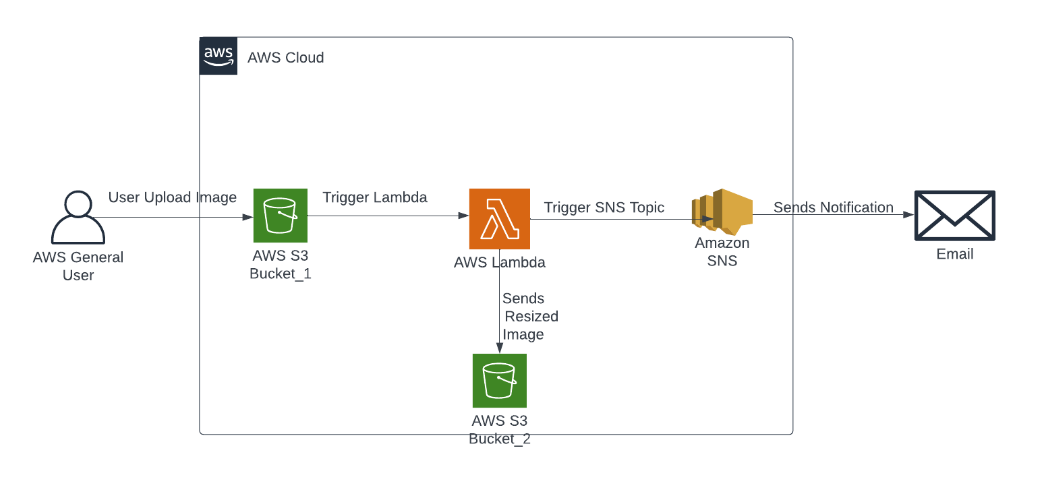 aws
AWS Cloud
User Upload Image
Trigger Lambda
Trigger SNS Topic
Sends Notification
AWS General
User
AWS S3
Bucket_1
AWS Lambda
Amazon
SNS
Email
Sends
Resized
Image
AWS S3
Bucket_2